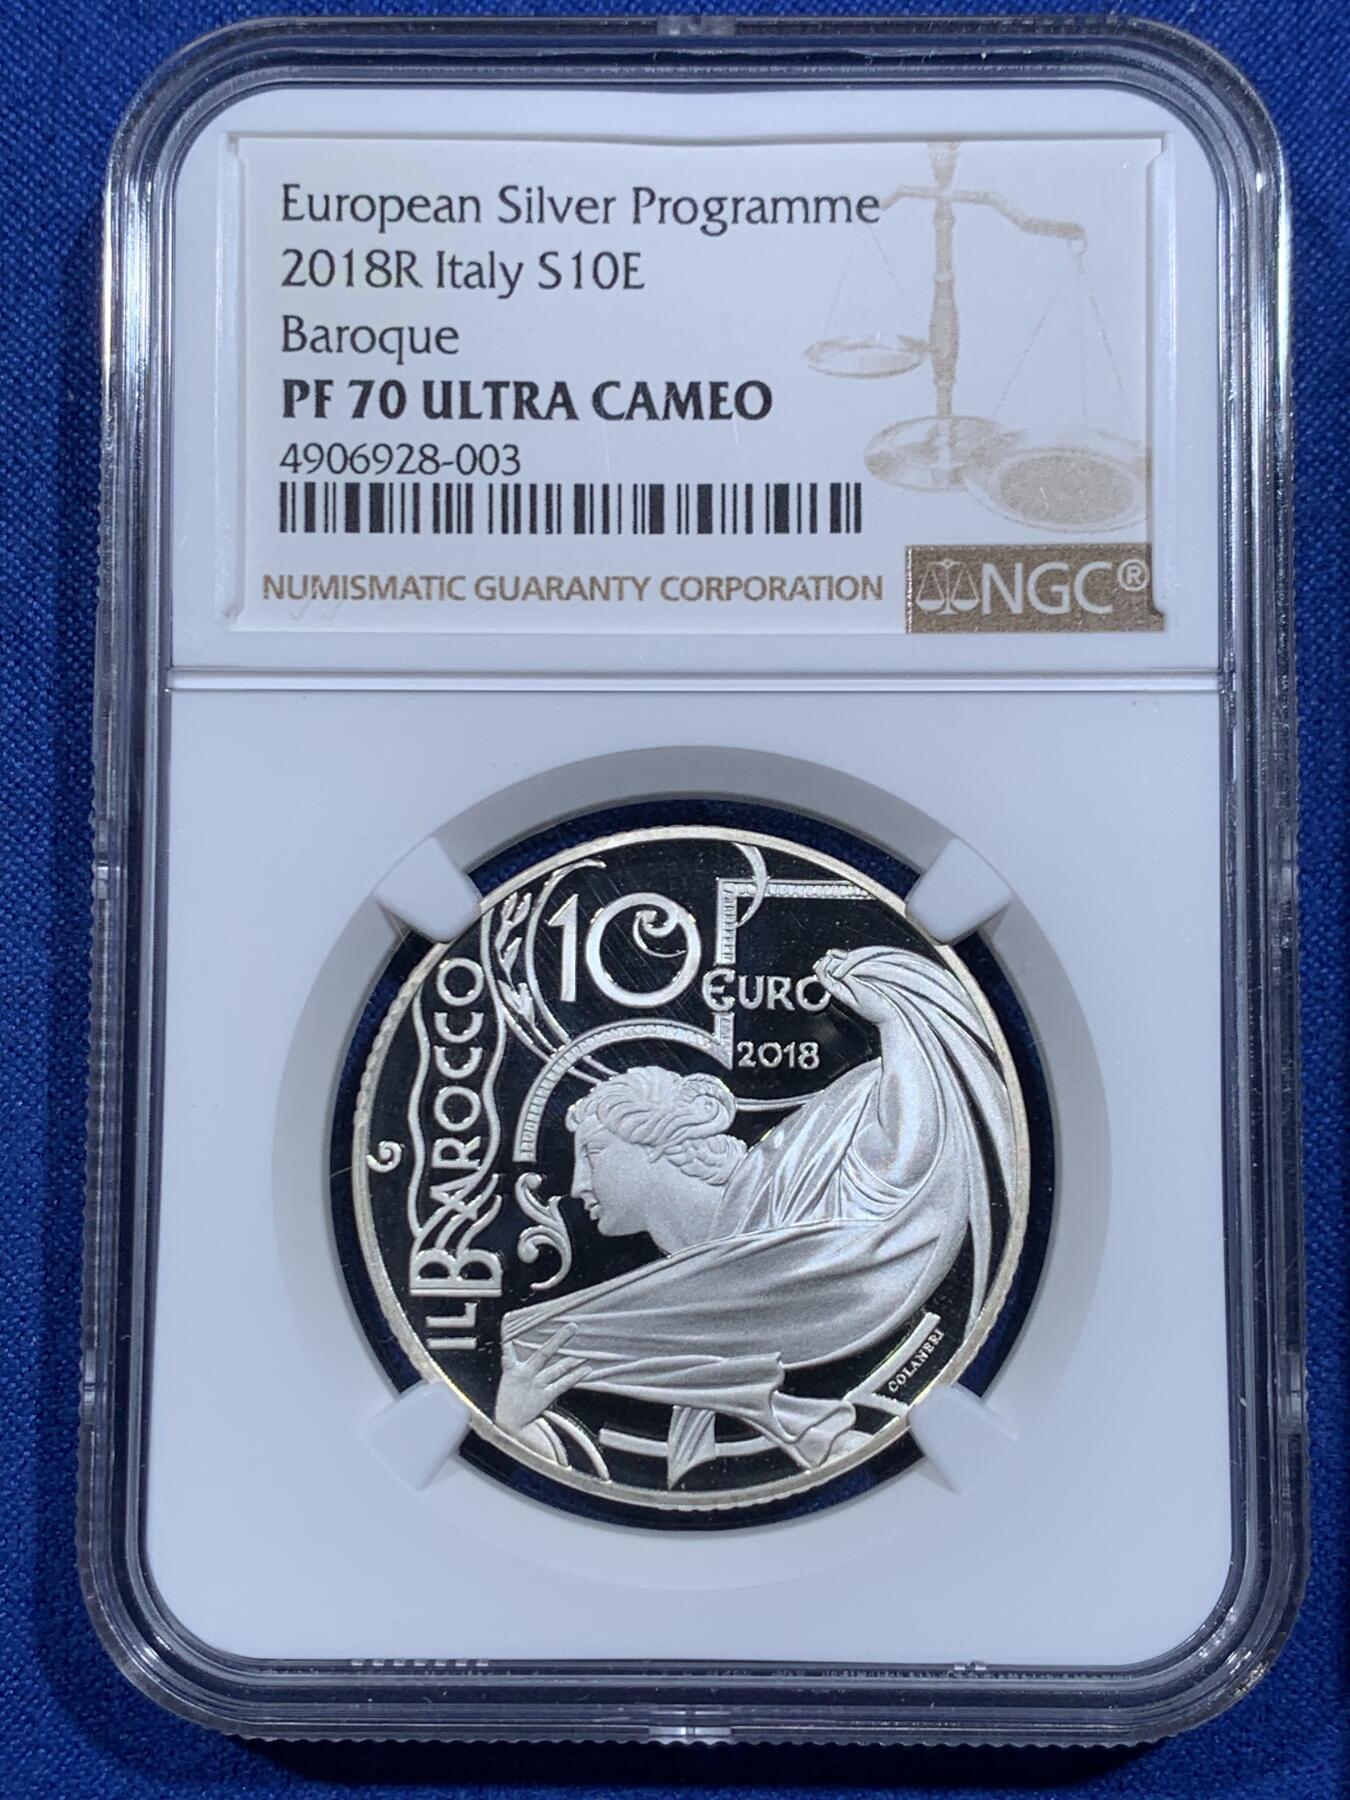 European Silver Programme
2018R Italy S10E
Baroque
PF 70 ULTRA CAMEO
4906928-003
NUMISMATIC GUARANTY CORPORATION
NGC®
10
EURO
2018
IL BAROCCO
COLANERI